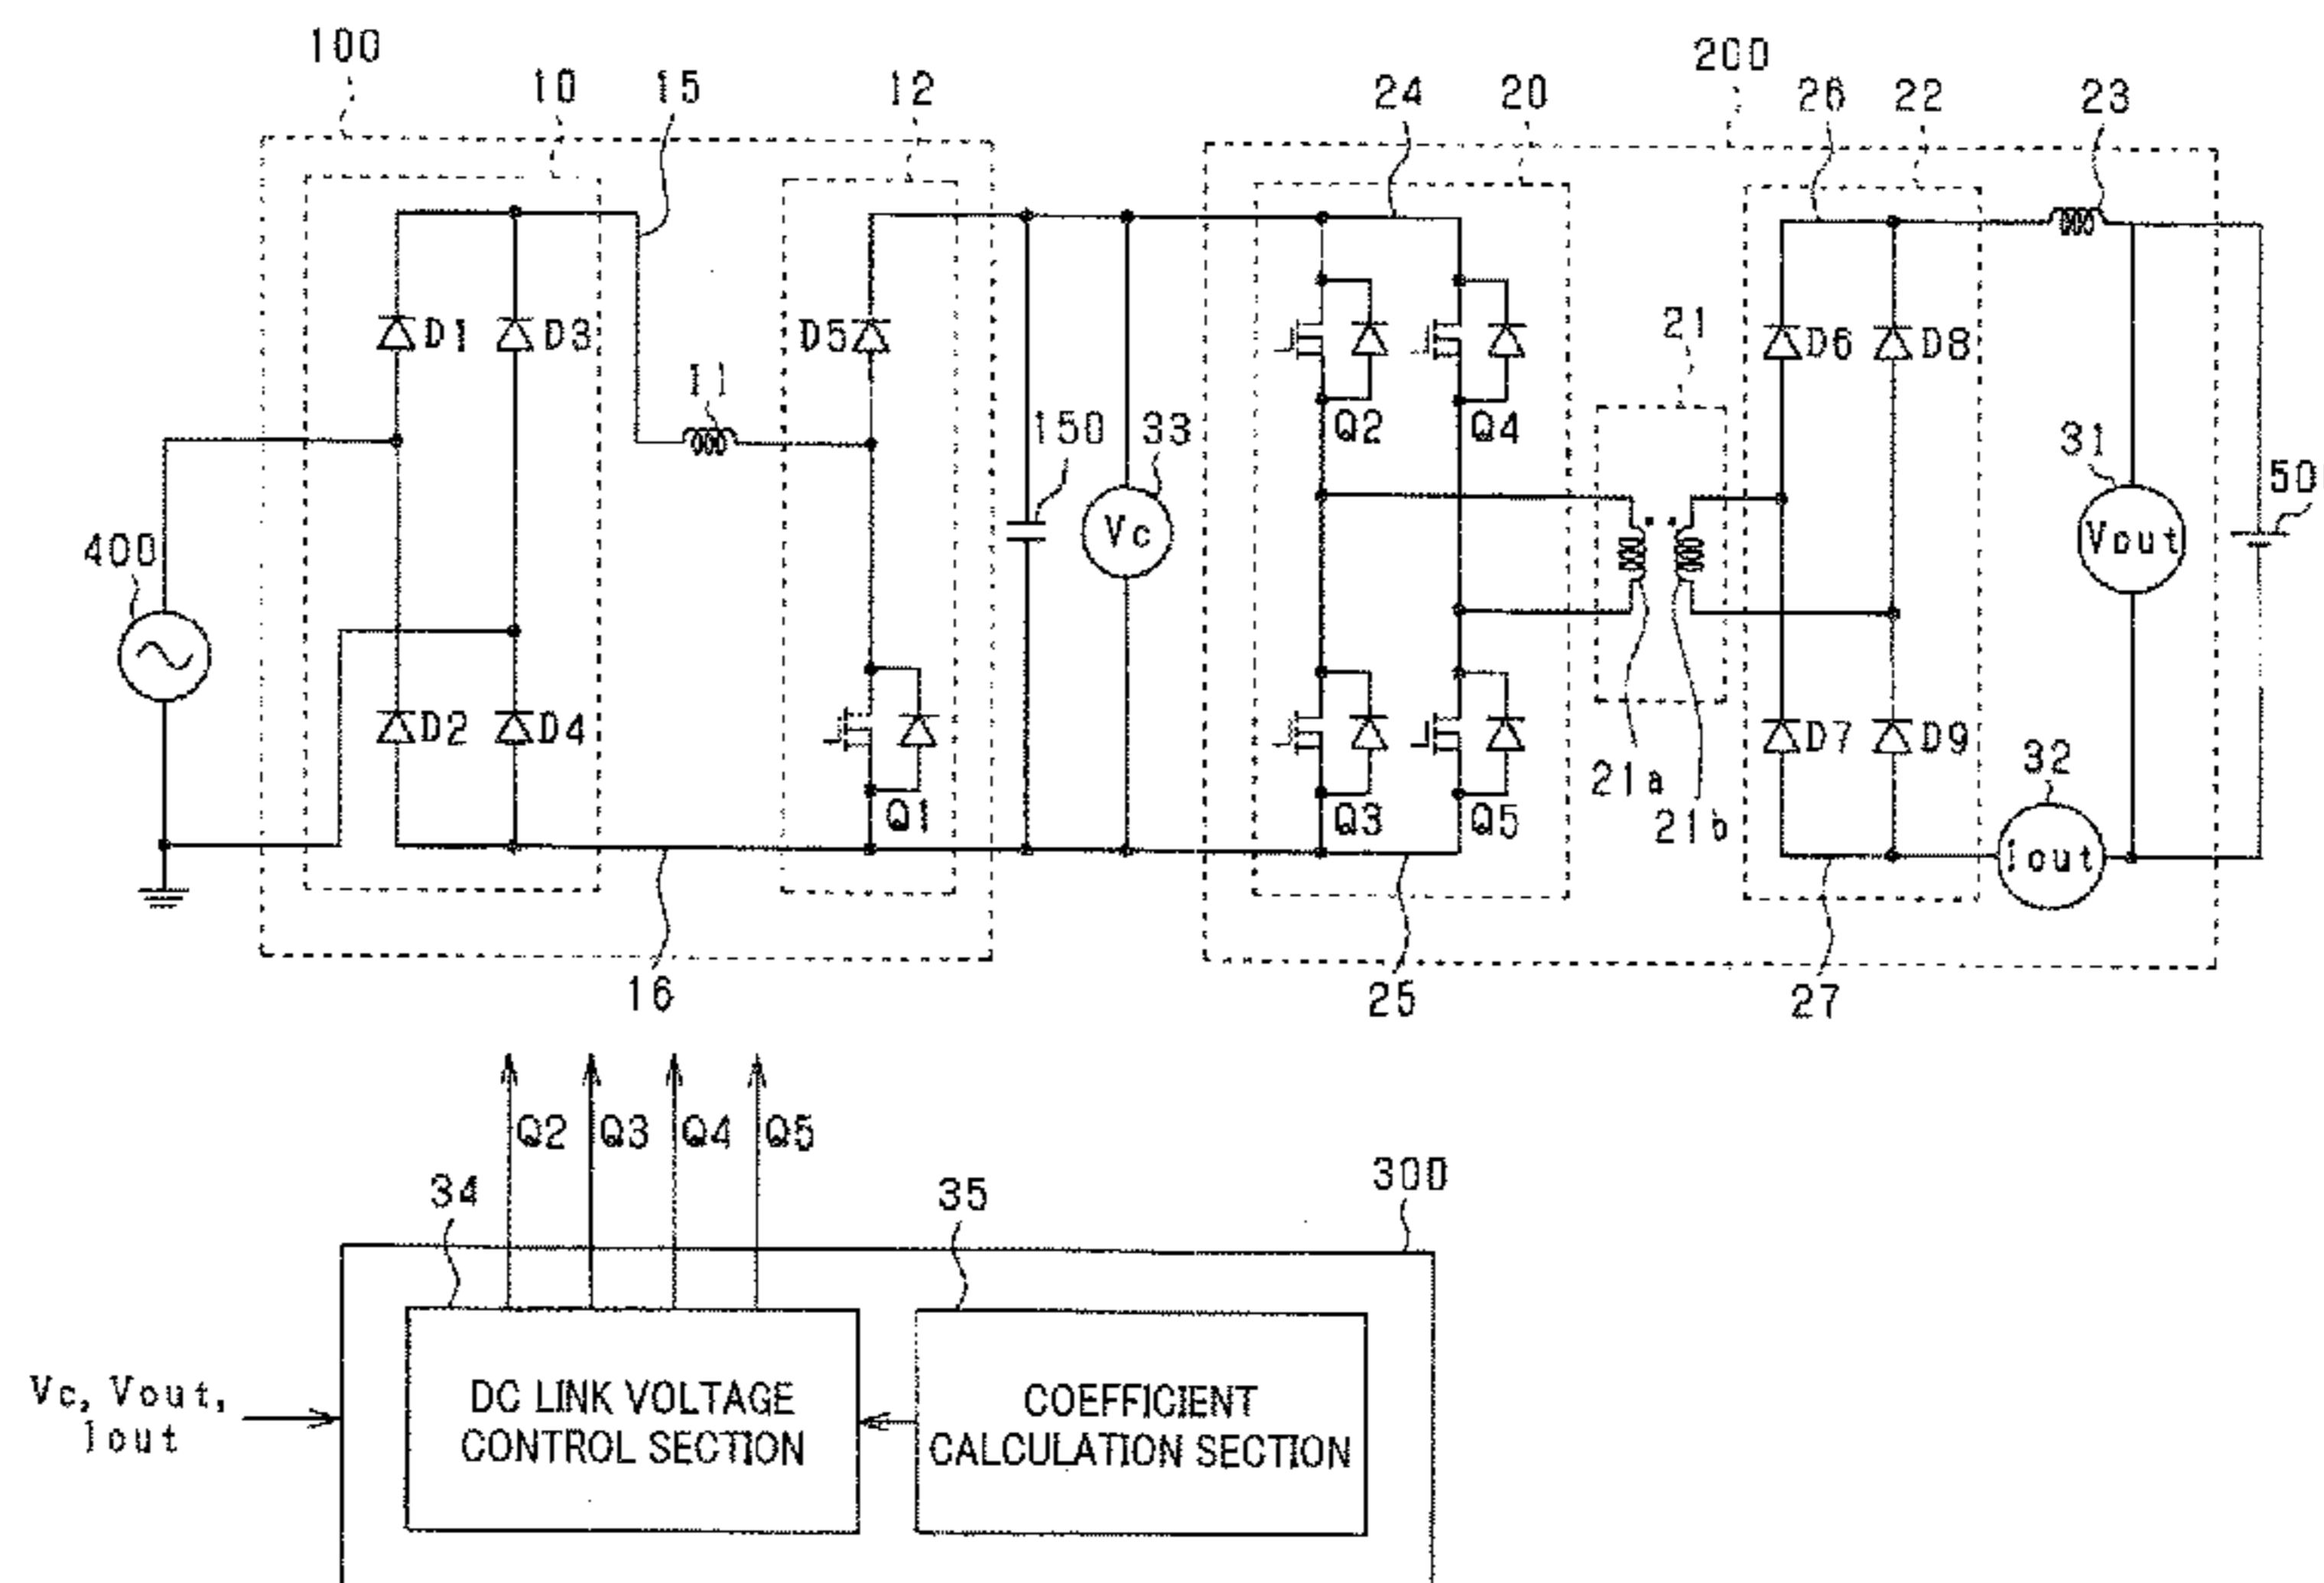 100
10
15
12
24
20
200
26
22
23
D1
D3
D5
D6
D8
21
11
Q2
Q4
150
33
31
50
400
Vc
Vout
D2
D4
D7
D9
32
21a
21b
Q1
Q3
Q5
Iout
16
25
27
Q2
Q3
Q4
Q5
34
35
300
Vc, Vout,
Iout
DC LINK VOLTAGE
CONTROL SECTION
COEFFICIENT
CALCULATION SECTION